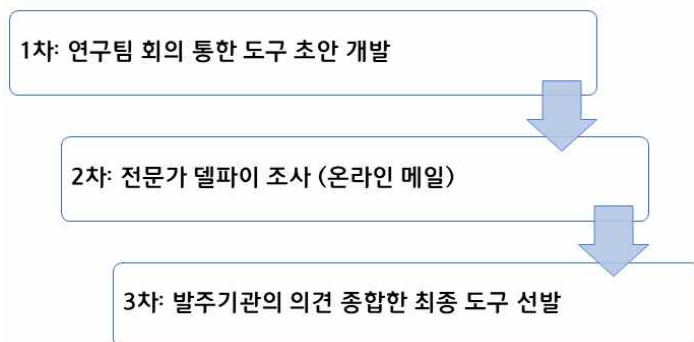 1차: 연구팀 회의 통한 도구 초안 개발
2차: 전문가 델파이 조사 (온라인 메일)
3차: 발주기관의 의견 종합한 최종 도구 선발